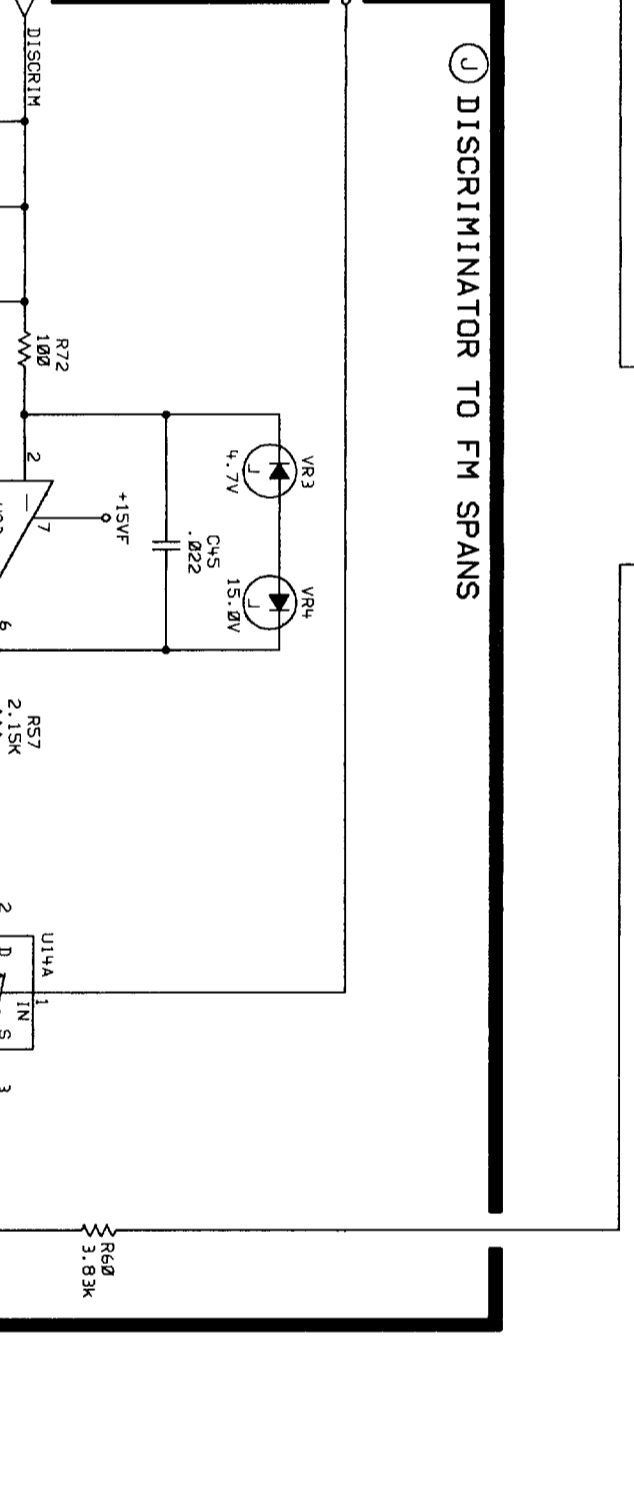 J DISCRIMINATOR TO FM SPANS
DISCRIM
R72
100
2
VR3
4.7V
J
VR4
15.0V
J
C45
.022
+15VF
7
6
R57
2.15K
U14A
1
IN
2
D
S
3
R60
3.83K